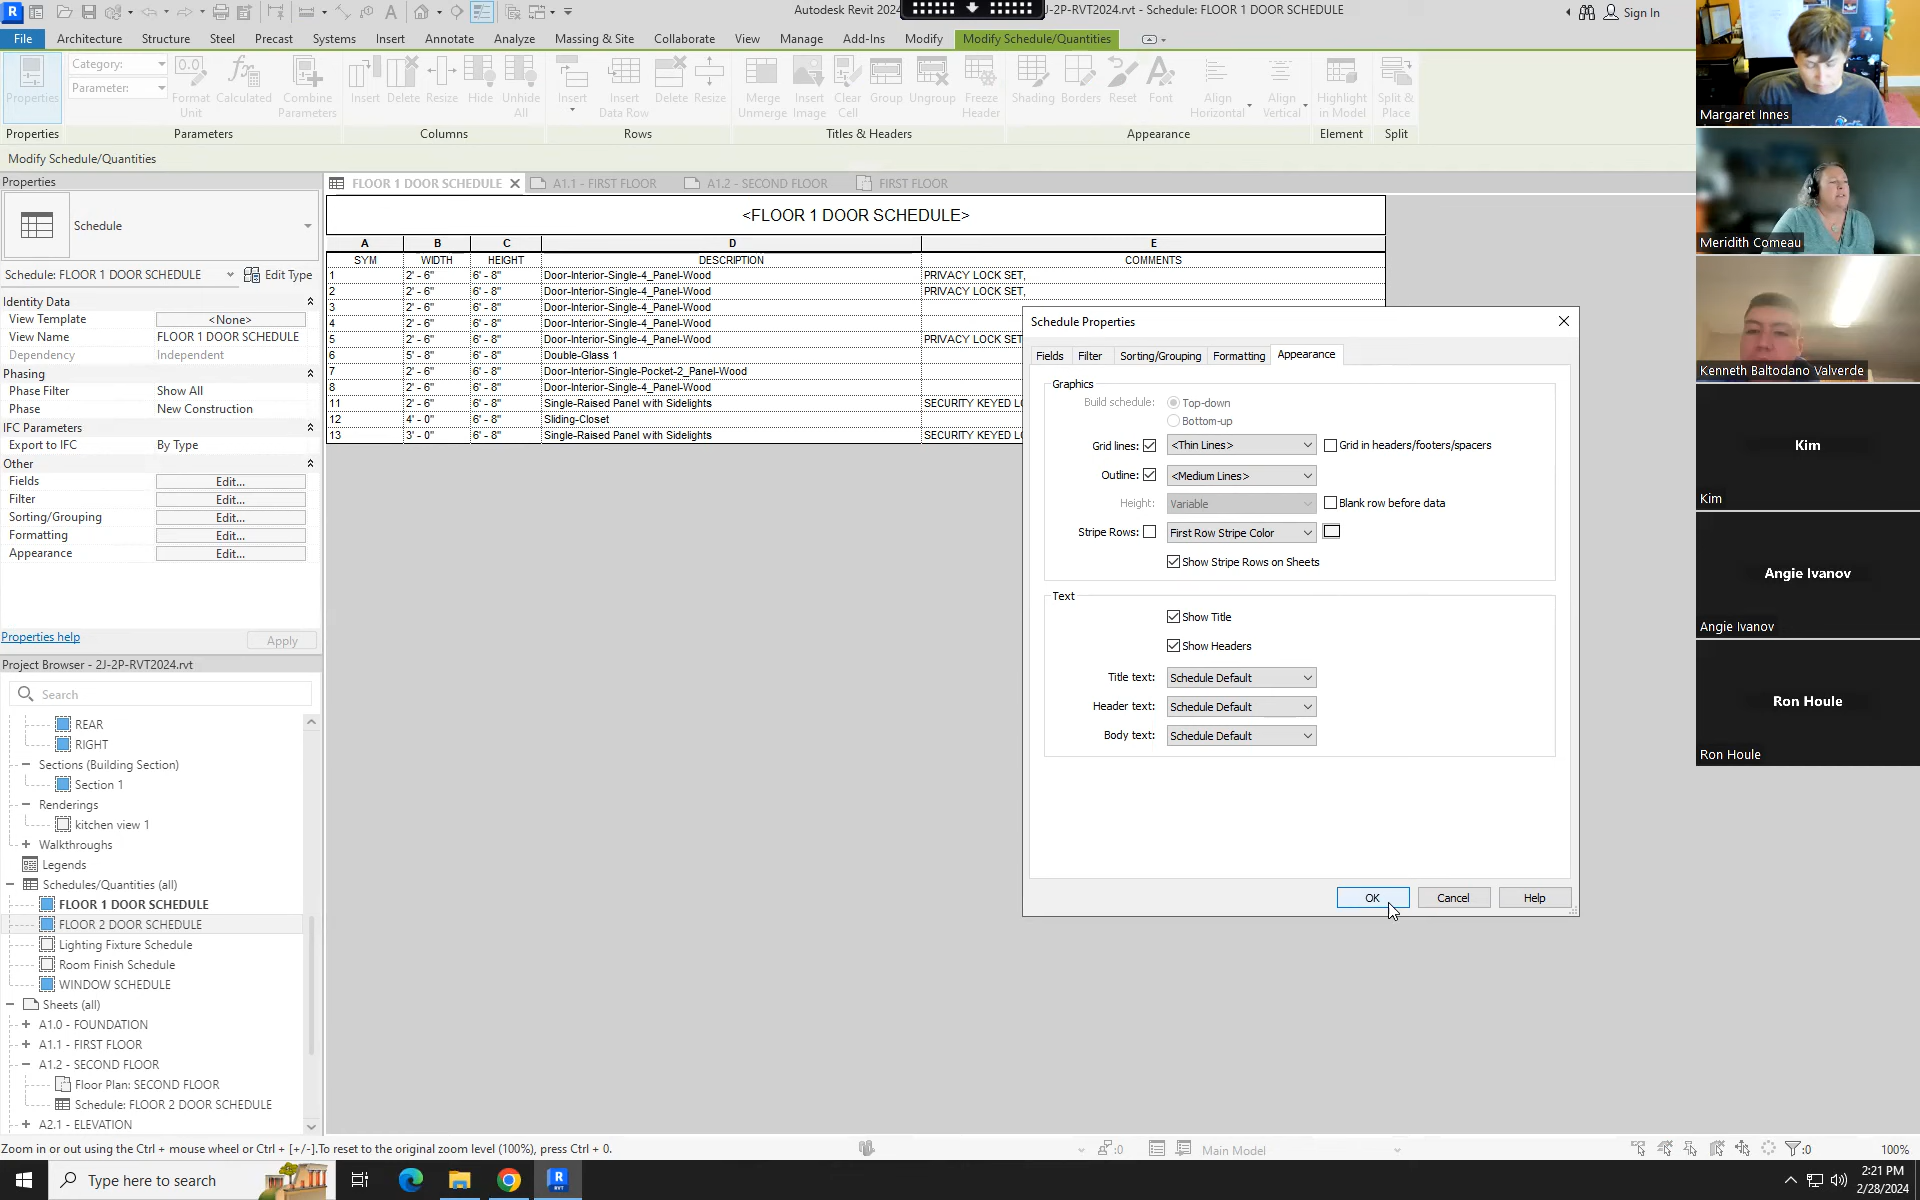 Autodesk Revit 2024
J-2P-RVT2024.rvt - Schedule: FLOOR 1 DOOR SCHEDULE
Sign In
File Architecture Structure Steel Precast Systems Insert Annotate Analyze Massing & Site Collaborate View Manage Add-Ins Modify Modify Schedule/Quantities
Properties
Category:
Parameter:
Format Unit
Calculated
Combine Parameters
Insert Delete Resize Hide Unhide All
Insert
Insert Data Row
Delete Resize
Merge Unmerge
Insert Image
Clear Cell
Group Ungroup
Freeze Header
Shading Borders Reset Font
Align Horizontal
Align Vertical
Highlight in Model
Split & Place
Properties Parameters Columns Rows Titles & Headers Appearance Element Split
Modify Schedule/Quantities
Properties
Schedule
Schedule: FLOOR 1 DOOR SCHEDULE
Edit Type
Identity Data
View Template <None>
View Name FLOOR 1 DOOR SCHEDULE
Dependency Independent
Phasing
Phase Filter Show All
Phase New Construction
IFC Parameters
Export to IFC By Type
Other
Fields Edit...
Filter Edit...
Sorting/Grouping Edit...
Formatting Edit...
Appearance Edit...
Properties help
Apply
Project Browser - 2J-2P-RVT2024.rvt
Search
REAR
RIGHT
Sections (Building Section)
Section 1
Renderings
kitchen view 1
Walkthroughs
Legends
Schedules/Quantities (all)
FLOOR 1 DOOR SCHEDULE
FLOOR 2 DOOR SCHEDULE
Lighting Fixture Schedule
Room Finish Schedule
WINDOW SCHEDULE
Sheets (all)
A1.0 - FOUNDATION
A1.1 - FIRST FLOOR
A1.2 - SECOND FLOOR
Floor Plan: SECOND FLOOR
Schedule: FLOOR 2 DOOR SCHEDULE
A2.1 - ELEVATION
FLOOR 1 DOOR SCHEDULE
A1.1 - FIRST FLOOR
A1.2 - SECOND FLOOR
FIRST FLOOR
<FLOOR 1 DOOR SCHEDULE>
A B C D E
SYM WIDTH HEIGHT DESCRIPTION COMMENTS
1 2' - 6" 6' - 8" Door-Interior-Single-4_Panel-Wood PRIVACY LOCK SET,
2 2' - 6" 6' - 8" Door-Interior-Single-4_Panel-Wood PRIVACY LOCK SET,
3 2' - 6" 6' - 8" Door-Interior-Single-4_Panel-Wood
4 2' - 6" 6' - 8" Door-Interior-Single-4_Panel-Wood
5 2' - 6" 6' - 8" Door-Interior-Single-4_Panel-Wood PRIVACY LOCK SET
6 5' - 8" 6' - 8" Double-Glass 1
7 2' - 6" 6' - 8" Door-Interior-Single-Pocket-2_Panel-Wood
8 2' - 6" 6' - 8" Door-Interior-Single-4_Panel-Wood
11 2' - 6" 6' - 8" Single-Raised Panel with Sidelights SECURITY KEYED LO
12 4' - 0" 6' - 8" Sliding-Closet
13 3' - 0" 6' - 8" Single-Raised Panel with Sidelights SECURITY KEYED LO
Schedule Properties
Fields Filter Sorting/Grouping Formatting Appearance
Graphics
Build schedule: Top-down
Bottom-up
Grid lines: <Thin Lines> Grid in headers/footers/spacers
Outline: <Medium Lines>
Height: Variable Blank row before data
Stripe Rows: First Row Stripe Color
Show Stripe Rows on Sheets
Text
Show Title
Show Headers
Title text: Schedule Default
Header text: Schedule Default
Body text: Schedule Default
OK Cancel Help
Margaret Innes
Meridith Comeau
Kenneth Baltodano Valverde
Kim
Kim
Angie Ivanov
Angie Ivanov
Ron Houle
Ron Houle
Zoom in or out using the Ctrl + mouse wheel or Ctrl + [+/-].To reset to the original zoom level (100%), press Ctrl + 0.
:0
Main Model
:0
100%
Type here to search
2:21 PM
2/28/2024